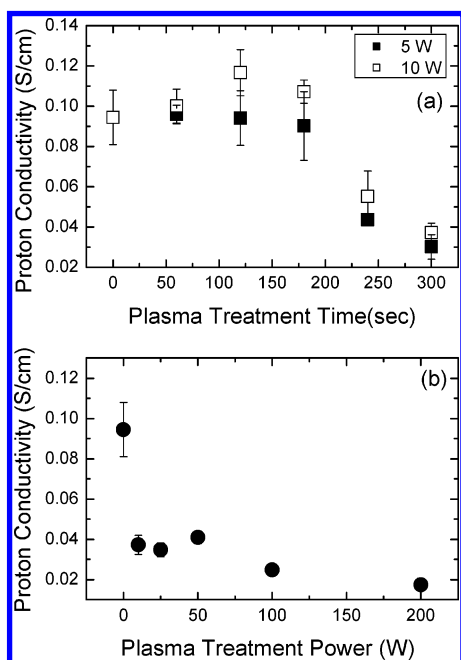 5 W
10 W
(a)
0.14
0.12
0.10
0.08
0.06
0.04
0.02
Proton Conductivity (S/cm)
0 50 100 150 200 250 300
Plasma Treatment Time(sec)
(b)
0.12
0.10
0.08
0.06
0.04
0.02
Proton Conductivity (S/cm)
0 50 100 150 200
Plasma Treatment Power (W)